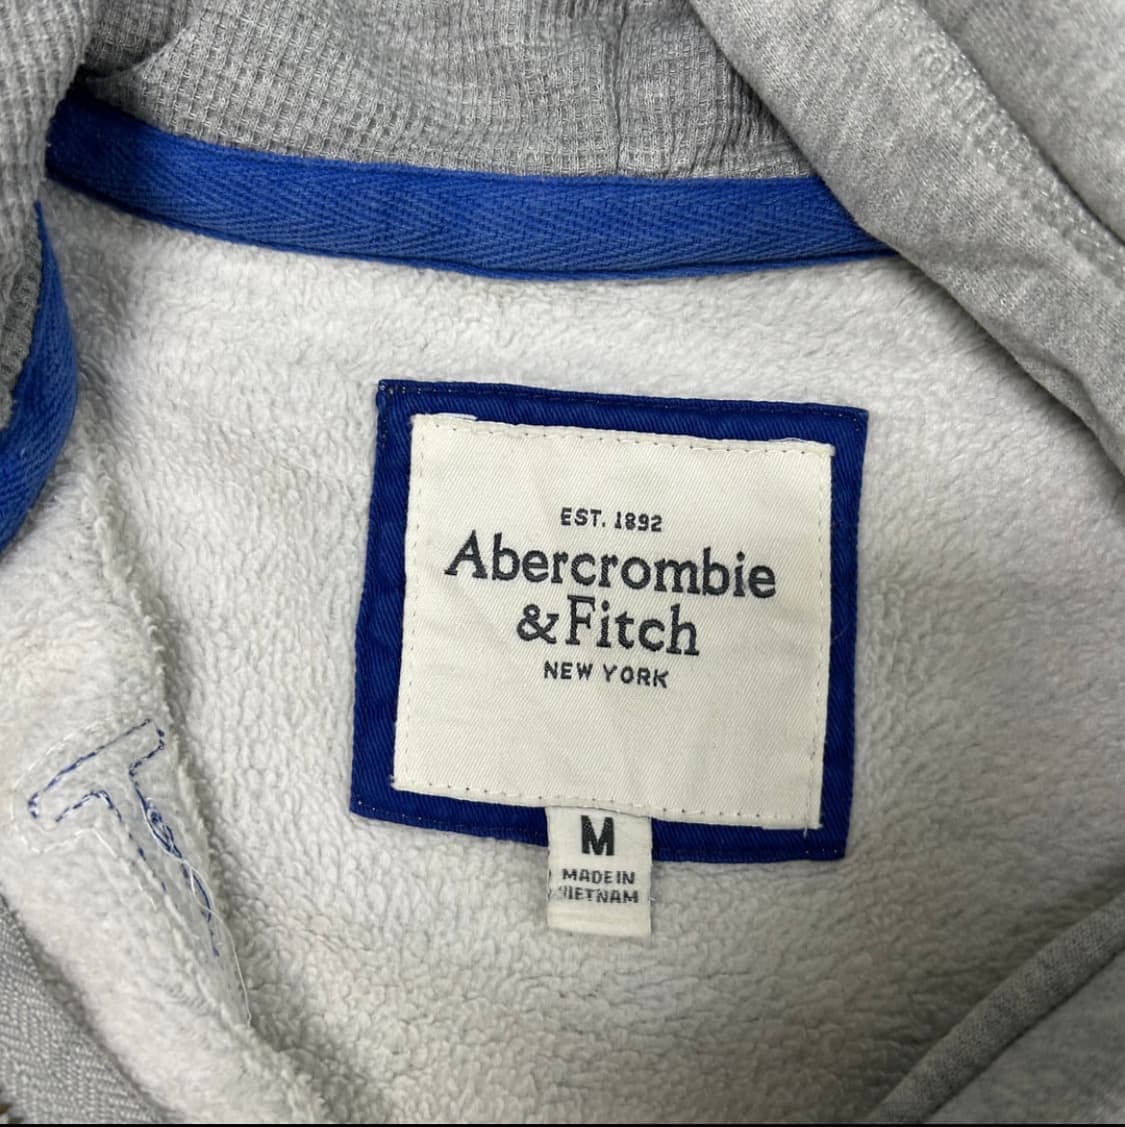 EST. 1892
Abercrombie
& Fitch
NEW YORK
M
MADE IN
VIETNAM